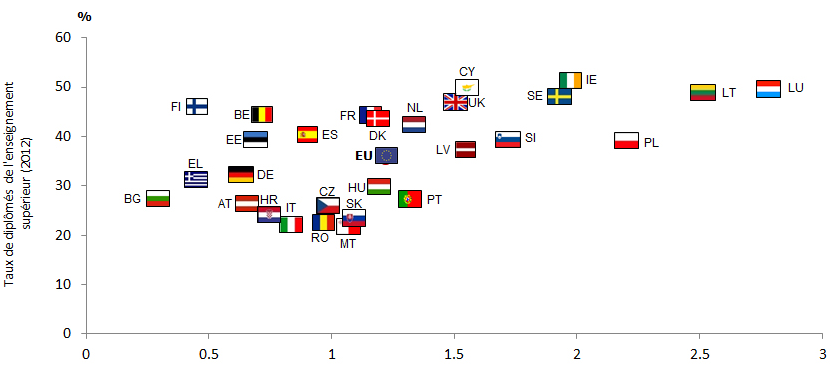 %
60
50
40
30
20
10
0
Taux de diplômés de l'enseignement
supérieur (2012)
0
0.5
1
1.5
2
2.5
3
CY
IE
LU
LT
SE
UK
FI
BE
FR
DK
NL
EE
ES
LV
SI
PL
EU
EL
DE
HU
BG
AT
HR
IT
CZ
SK
PT
RO
MT